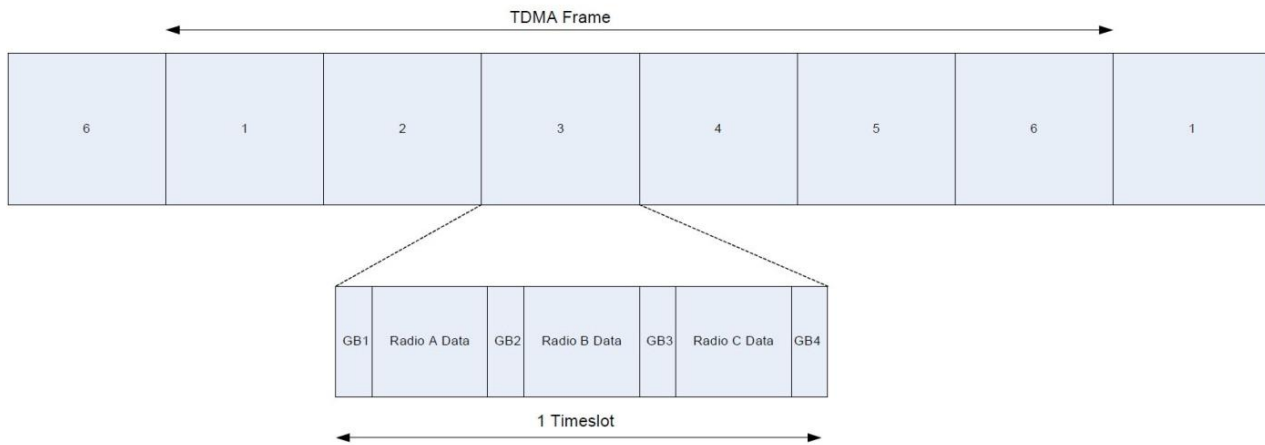 TDMA Frame
6 1 2 3 4 5 6 1
GB1 Radio A Data GB2 Radio B Data GB3 Radio C Data GB4
1 Timeslot